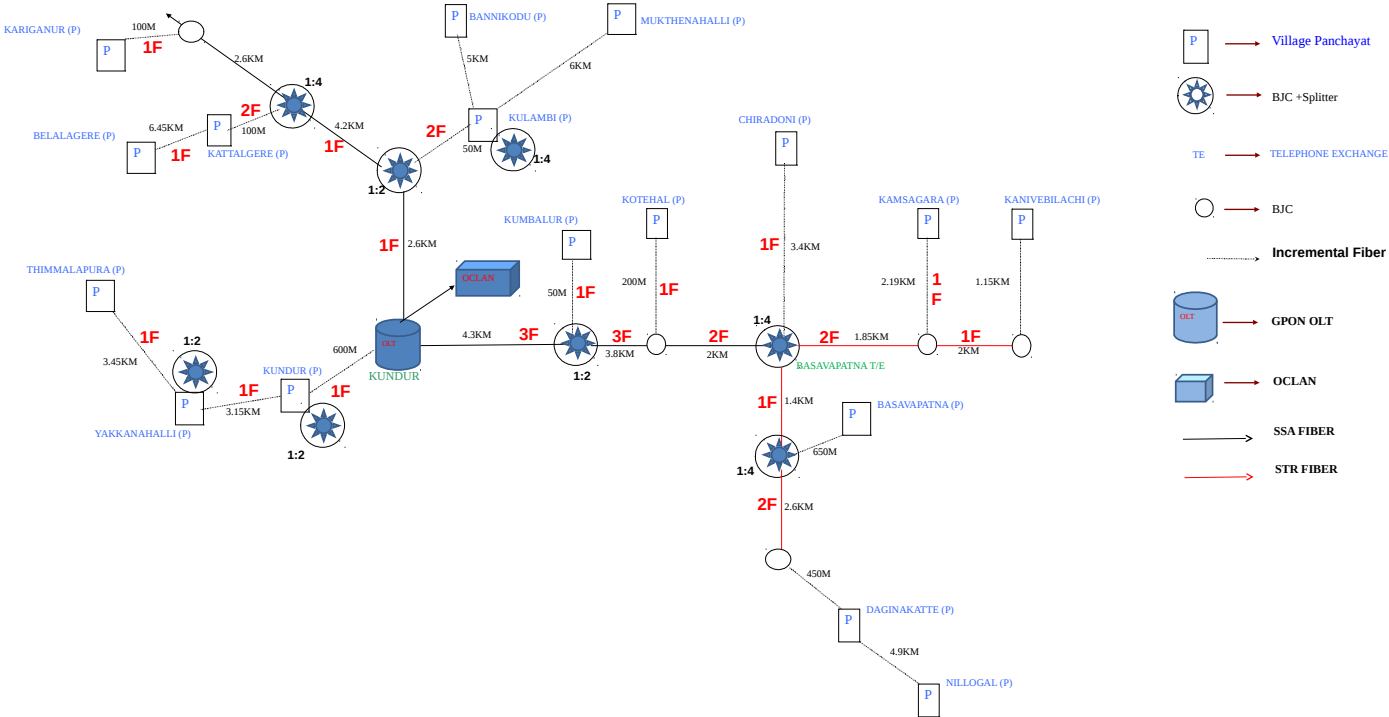 KARIGANUR (P)
100M
P
1F
2.6KM
1:4
2F
6.45KM
P
100M
BELALAGERE (P)
P
1F
KATTALGERE (P)
4.2KM
1F
P
BANNIKODU (P)
P
MUKTHENAHALLI (P)
5KM
6KM
P
KULAMBI (P)
2F
50M
1:4
1:2
1F
2.6KM
OCLAN
THIMMALAPURA (P)
P
1F
3.45KM
1:2
P
YAKKANAHALLI (P)
1F
3.15KM
KUNDUR (P)
P
1F
600M
1:2
OLT
KUNDUR
4.3KM
3F
KUMBALUR (P)
P
50M
1F
1:2
3F
3.8KM
KOTEHAL (P)
P
200M
1F
2F
2KM
CHIRADONI (P)
P
1F
3.4KM
1:4
BASAVAPATNA T/E
2F
1.85KM
KAMSAGARA (P)
P
2.19KM
1
F
1F
2KM
KANIVEBILACHI (P)
P
1.15KM
1F
1.4KM
BASAVAPATNA (P)
P
650M
1:4
2F
2.6KM
450M
P
DAGINAKATTE (P)
4.9KM
P
NILLOGAL (P)
P
Village Panchayat
BJC +Splitter
TE
TELEPHONE EXCHANGE
BJC
Incremental Fiber
OLT
GPON OLT
OCLAN
SSA FIBER
STR FIBER